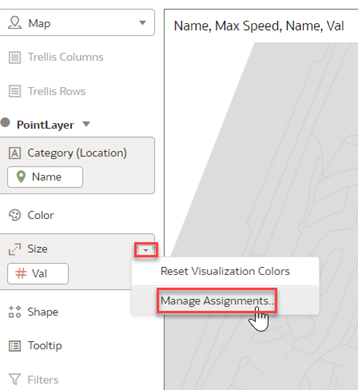 Map
Name, Max Speed, Name, Val
Trellis Columns
Trellis Rows
PointLayer
A
Category (Location)
Name
Color
Size
# Val
Reset Visualization Colors
Manage Assignments...
Shape
Tooltip
Filters